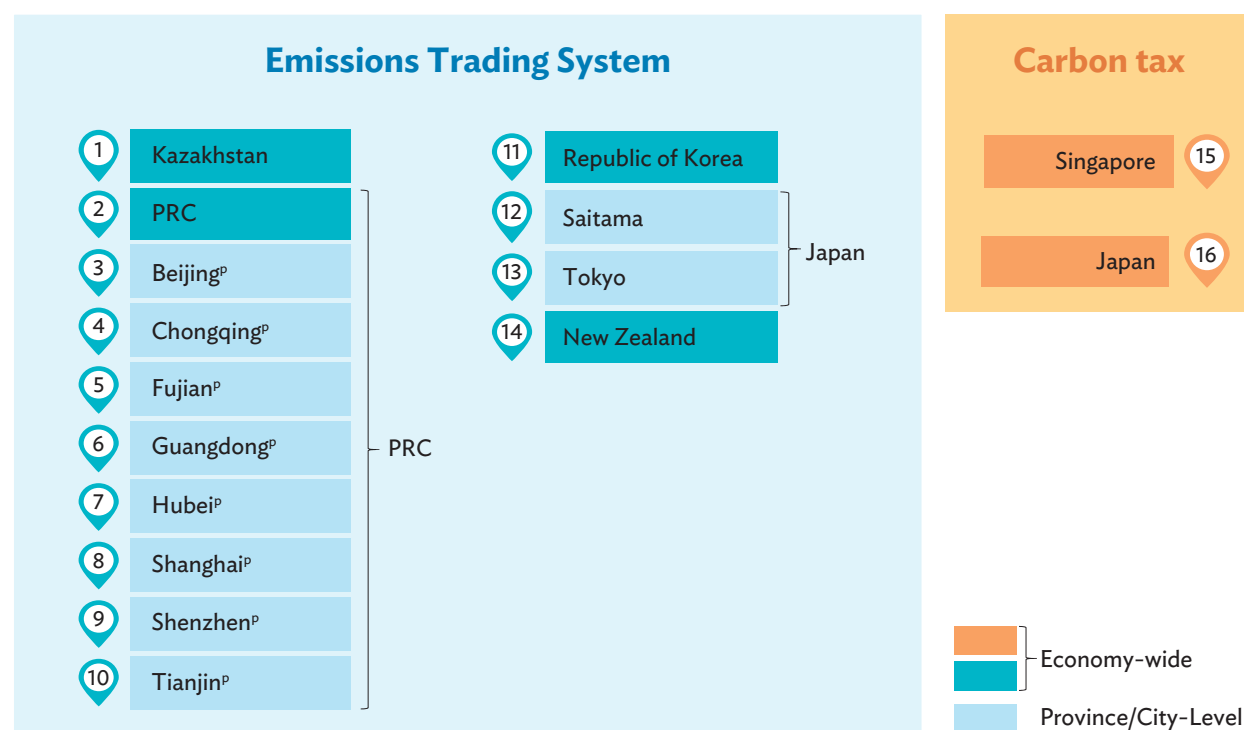 Emissions Trading System
1 Kazakhstan
2 PRC
3 Beijingᵖ
4 Chongqingᵖ
5 Fujianᵖ
6 Guangdongᵖ
7 Hubeiᵖ
8 Shanghaiᵖ
9 Shenzhenᵖ
10 Tianjinᵖ
PRC
11 Republic of Korea
12 Saitama
13 Tokyo
Japan
14 New Zealand
Carbon tax
Singapore 15
Japan 16
Economy-wide
Province/City-Level